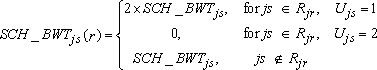 SCH_BWT_js(r) = { 2×SCH_BWT_js, for js ∈ R_jr, U_js = 1
0, for js ∈ R_jr, U_js = 2
SCH_BWT_js, js ∉ R_jr